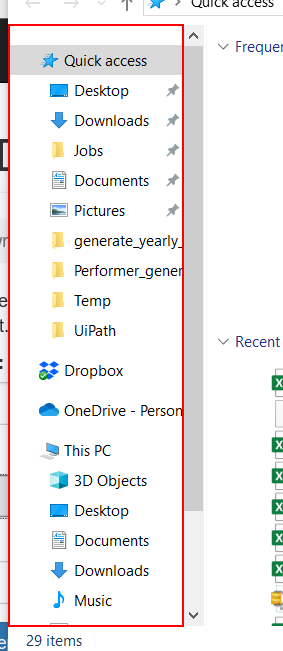 Quick access
Quick access
Frequen
Desktop
Downloads
Jobs
Documents
Pictures
generate_yearly_
Performer_gener
Temp
UiPath
Recent
Dropbox
OneDrive - Person
This PC
3D Objects
Desktop
Documents
Downloads
Music
29 items